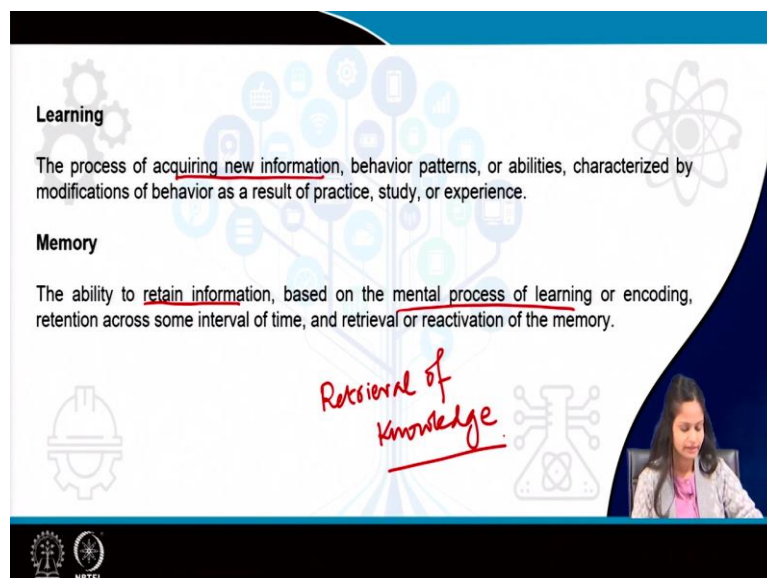 Learning
The process of acquiring new information, behavior patterns, or abilities, characterized by
modifications of behavior as a result of practice, study, or experience.
Memory
The ability to retain information, based on the mental process of learning or encoding,
retention across some interval of time, and retrieval or reactivation of the memory.
Retrieval of
knowledge
NPTEL